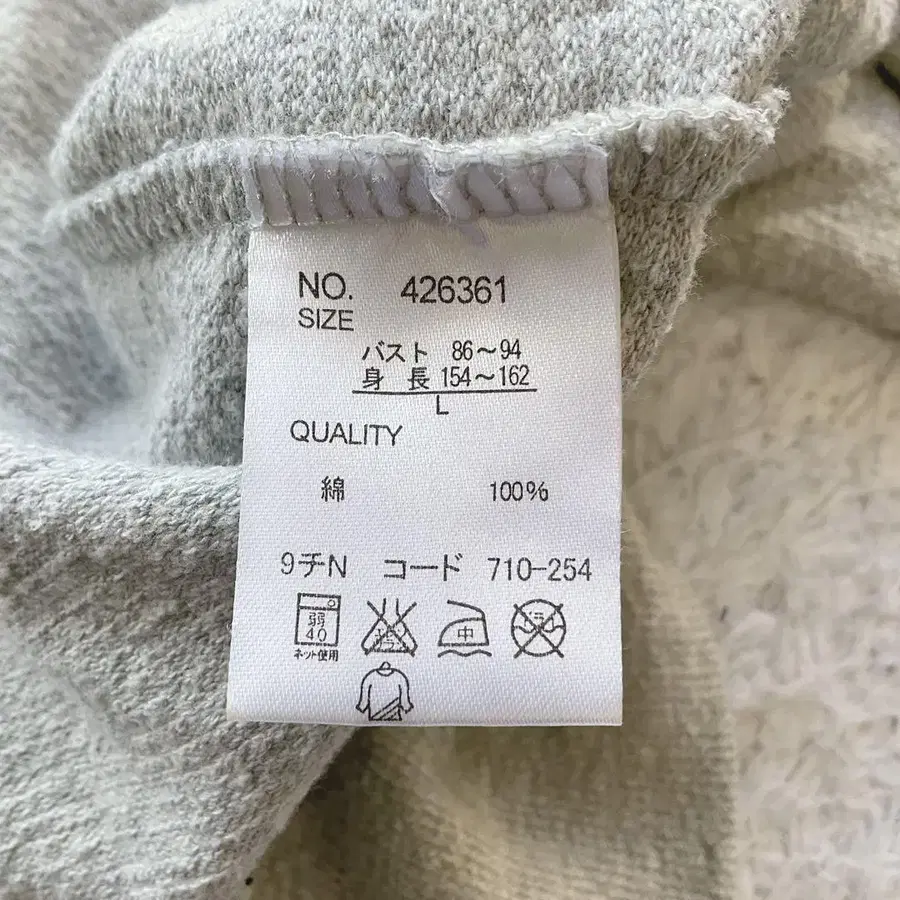 NO. 426361
SIZE
バスト 86～94
身長 154～162
L
QUALITY
綿 100%
9チN コード 710-254
弱
40
中
ネット使用